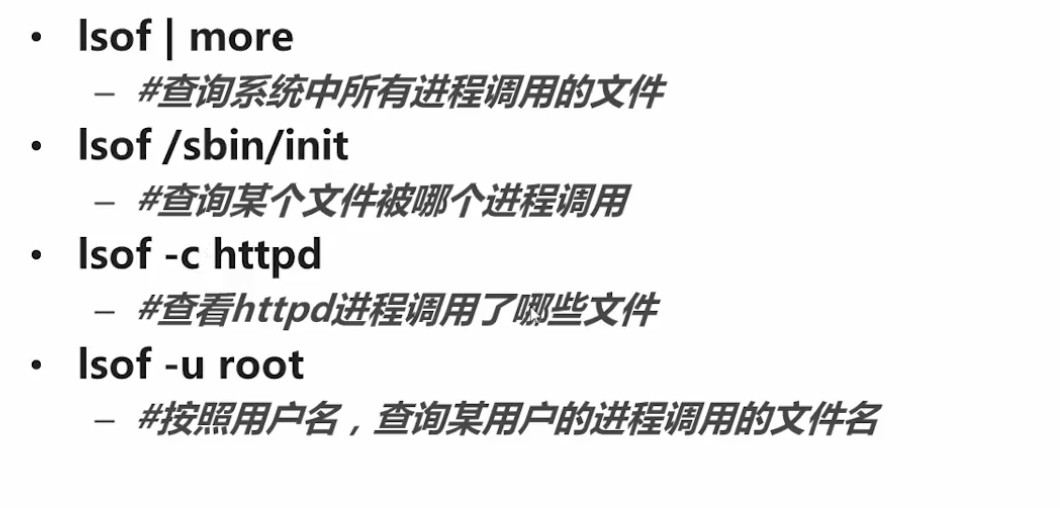 • lsof | more
– #查询系统中所有进程调用的文件
• lsof /sbin/init
– #查询某个文件被哪个进程调用
• lsof -c httpd
– #查看httpd进程调用了哪些文件
• lsof -u root
– #按照用户名，查询某用户的进程调用的文件名